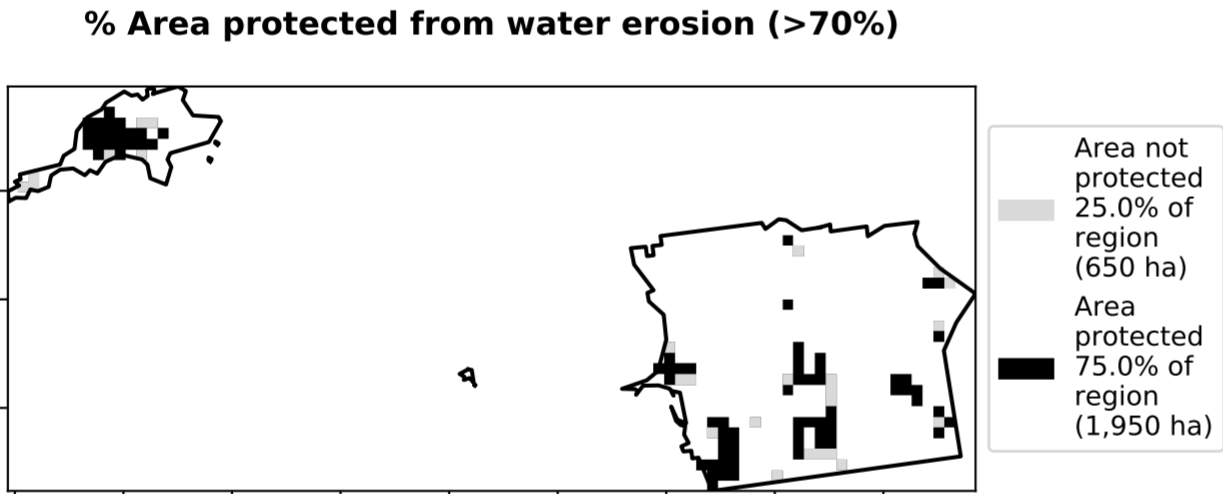 % Area protected from water erosion (>70%)
Area not
protected
25.0% of
region
(650 ha)
Area
protected
75.0% of
region
(1,950 ha)